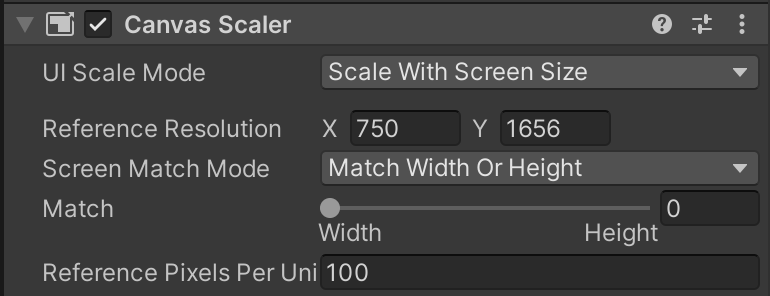 Canvas Scaler
UI Scale Mode Scale With Screen Size
Reference Resolution X 750 Y 1656
Screen Match Mode Match Width Or Height
Match 0
Width Height
Reference Pixels Per Uni 100